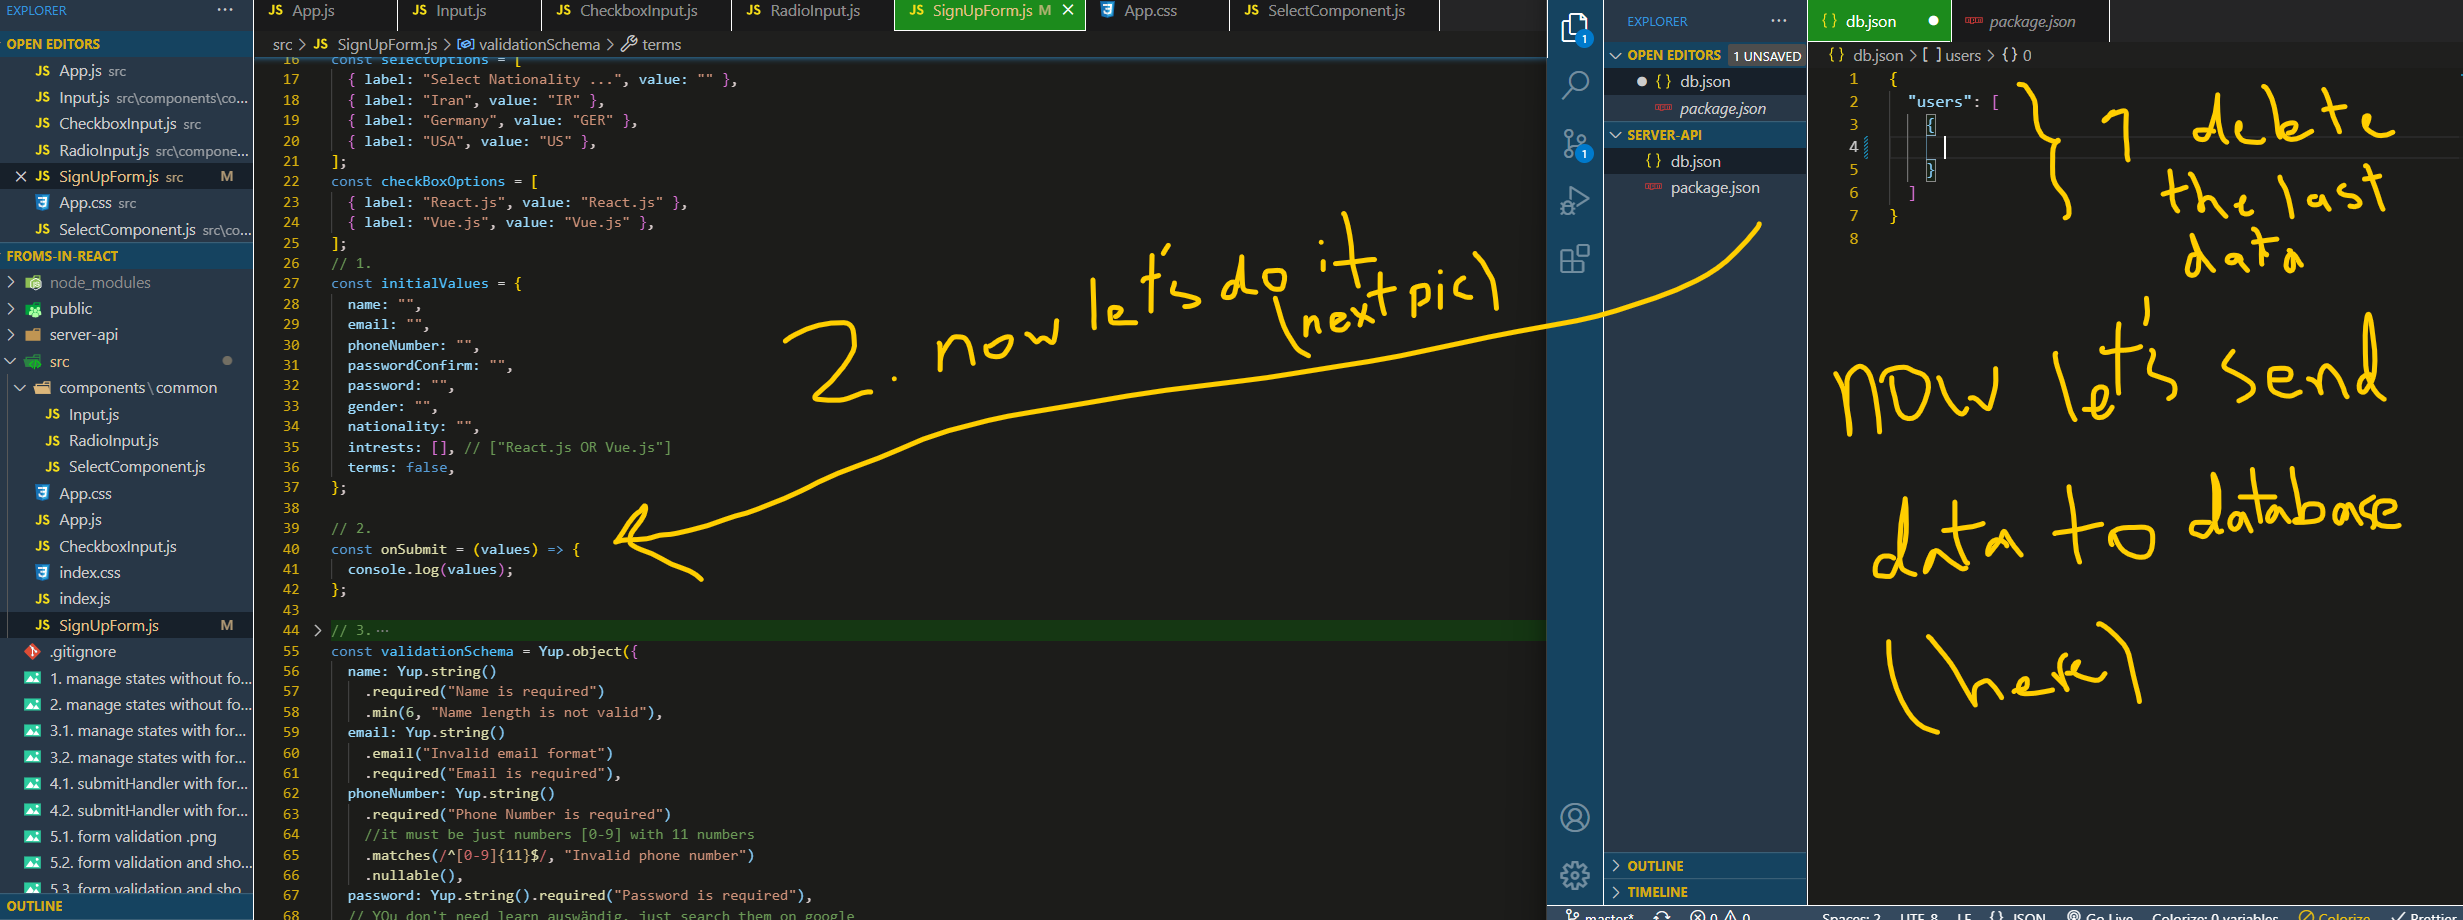 EXPLORER ...
OPEN EDITORS
JS App.js src
JS Input.js src\components\co...
JS CheckboxInput.js src
JS RadioInput.js src\compone...
JS SignUpForm.js src M
App.css src
JS SelectComponent.js src\co...
FROMS-IN-REACT
node_modules
public
server-api
src
components\common
JS Input.js
JS RadioInput.js
JS SelectComponent.js
App.css
JS App.js
JS CheckboxInput.js
index.css
JS index.js
JS SignUpForm.js M
.gitignore
1. manage states without fo...
2. manage states without fo...
3.1. manage states with for...
3.2. manage states with for...
4.1. submitHandler with for...
4.2. submitHandler with for...
5.1. form validation .png
5.2. form validation and sho...
5.3. form validation and sho
OUTLINE
JS App.js JS Input.js JS CheckboxInput.js JS RadioInput.js JS SignUpForm.js M App.css JS SelectComponent.js
src > JS SignUpForm.js > validationSchema > terms
16 const selectOptions = [
17 { label: "Select Nationality ...", value: "" },
18 { label: "Iran", value: "IR" },
19 { label: "Germany", value: "GER" },
20 { label: "USA", value: "US" },
21 ];
22 const checkBoxOptions = [
23 { label: "React.js", value: "React.js" },
24 { label: "Vue.js", value: "Vue.js" },
25 ];
26 // 1.
27 const initialValues = {
28 name: "",
29 email: "",
30 phoneNumber: "",
31 passwordConfirm: "",
32 password: "",
33 gender: "",
34 nationality: "",
35 intrests: [], // ["React.js OR Vue.js"]
36 terms: false,
37 };
38
39 // 2.
40 const onSubmit = (values) => {
41 console.log(values);
42 };
43
44 // 3. ...
55 const validationSchema = Yup.object({
56 name: Yup.string()
57 .required("Name is required")
58 .min(6, "Name length is not valid"),
59 email: Yup.string()
60 .email("Invalid email format")
61 .required("Email is required"),
62 phoneNumber: Yup.string()
63 .required("Phone Number is required")
64 //it must be just numbers [0-9] with 11 numbers
65 .matches(/^[0-9]{11}$/, "Invalid phone number")
66 .nullable(),
67 password: Yup.string().required("Password is required"),
68 // YOu don't need learn auswändig, just search them on google
2. now let's do it
(next pic)
1
1
EXPLORER ...
OPEN EDITORS 1 UNSAVED
{ } db.json
package.json
SERVER-API
{ } db.json
package.json
OUTLINE
TIMELINE
{ } db.json package.json
{ } db.json > [ ] users > { } 0
1 {
2 "users": [
3 {
4
5 }
6 ]
7 }
8
1 delete
the last
data
now let's send
data to database
(here)
master* 0 0 Spaces: 2 UTF-8 LF { } JSON Go Live Colorize: 0 variables Colorize Prettier